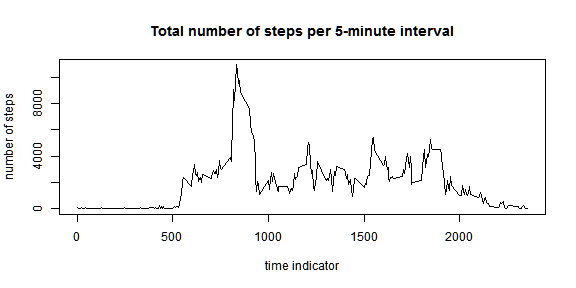 Total number of steps per 5-minute interval
number of steps
8000
4000
0
0 500 1000 1500 2000
time indicator